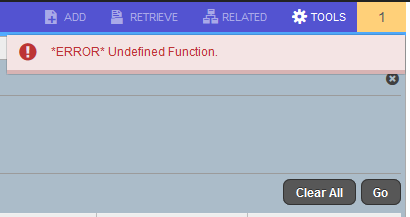 ADD RETRIEVE RELATED TOOLS 1
*ERROR* Undefined Function.
Clear All Go